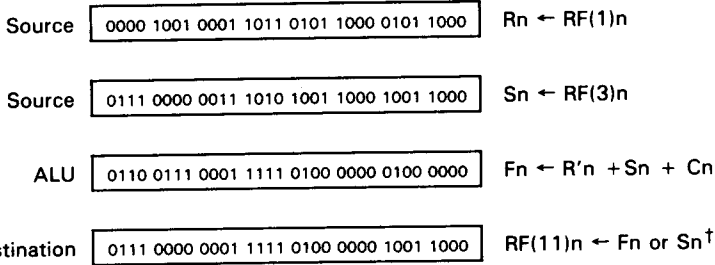 Source 0000 1001 0001 1011 0101 1000 0101 1000 Rn ← RF(1)n
Source 0111 0000 0011 1010 1001 1000 1001 1000 Sn ← RF(3)n
ALU 0110 0111 0001 1111 0100 0000 0100 0000 Fn ← R'n + Sn + Cn
stination 0111 0000 0001 1111 0100 0000 1001 1000 RF(11)n ← Fn or Sn†